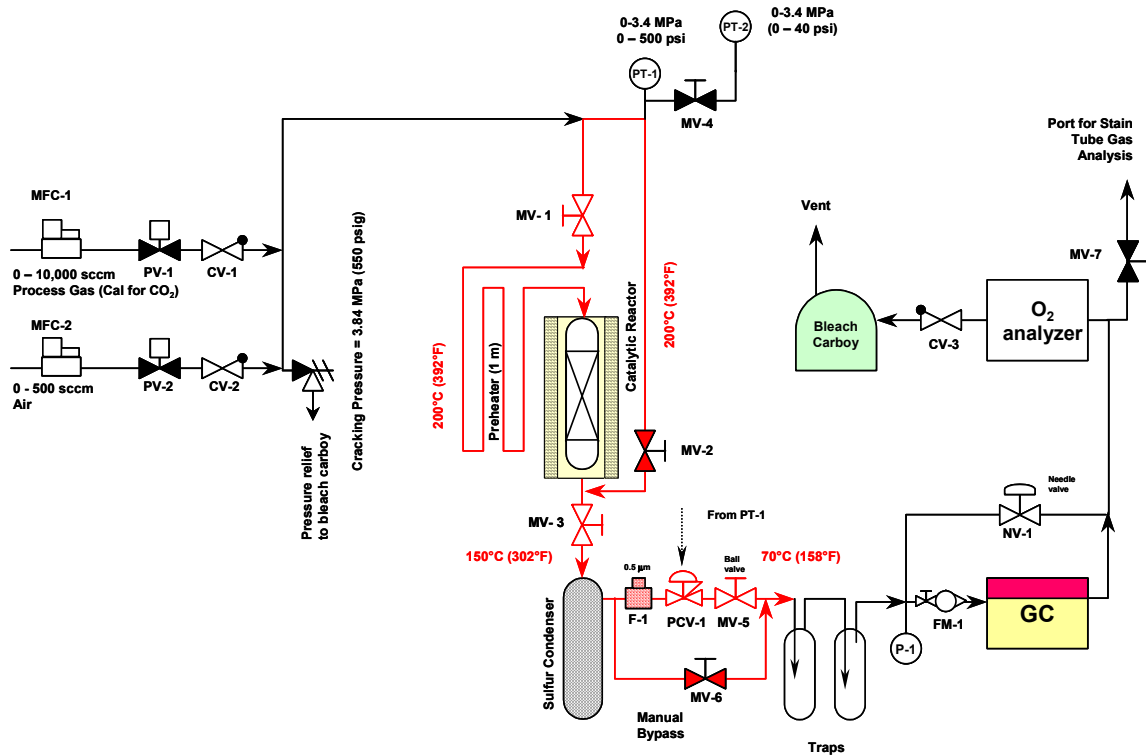 0-3.4 MPa
0 – 500 psi
0-3.4 MPa
(0 – 40 psi)
PT-1
PT-2
MV-4
Port for Stain
Tube Gas
Analysis
MFC-1
MV- 1
Vent
MV-7
0 – 10,000 sccm
Process Gas (Cal for CO2)
PV-1
CV-1
MFC-2
0 - 500 sccm
Air
PV-2
CV-2
Pressure relief
to bleach carboy
Cracking Pressure = 3.84 MPa (550 psig)
200°C (392°F)
Preheater (1 m)
Catalytic Reactor
200°C (392°F)
Bleach
Carboy
CV-3
O2
analyzer
MV-2
MV- 3
From PT-1
Needle
valve
NV-1
150°C (302°F)
70°C (158°F)
0.5 µm
Ball
valve
F-1
PCV-1
MV-5
Sulfur Condenser
MV-6
Manual
Bypass
Traps
P-1
FM-1
GC